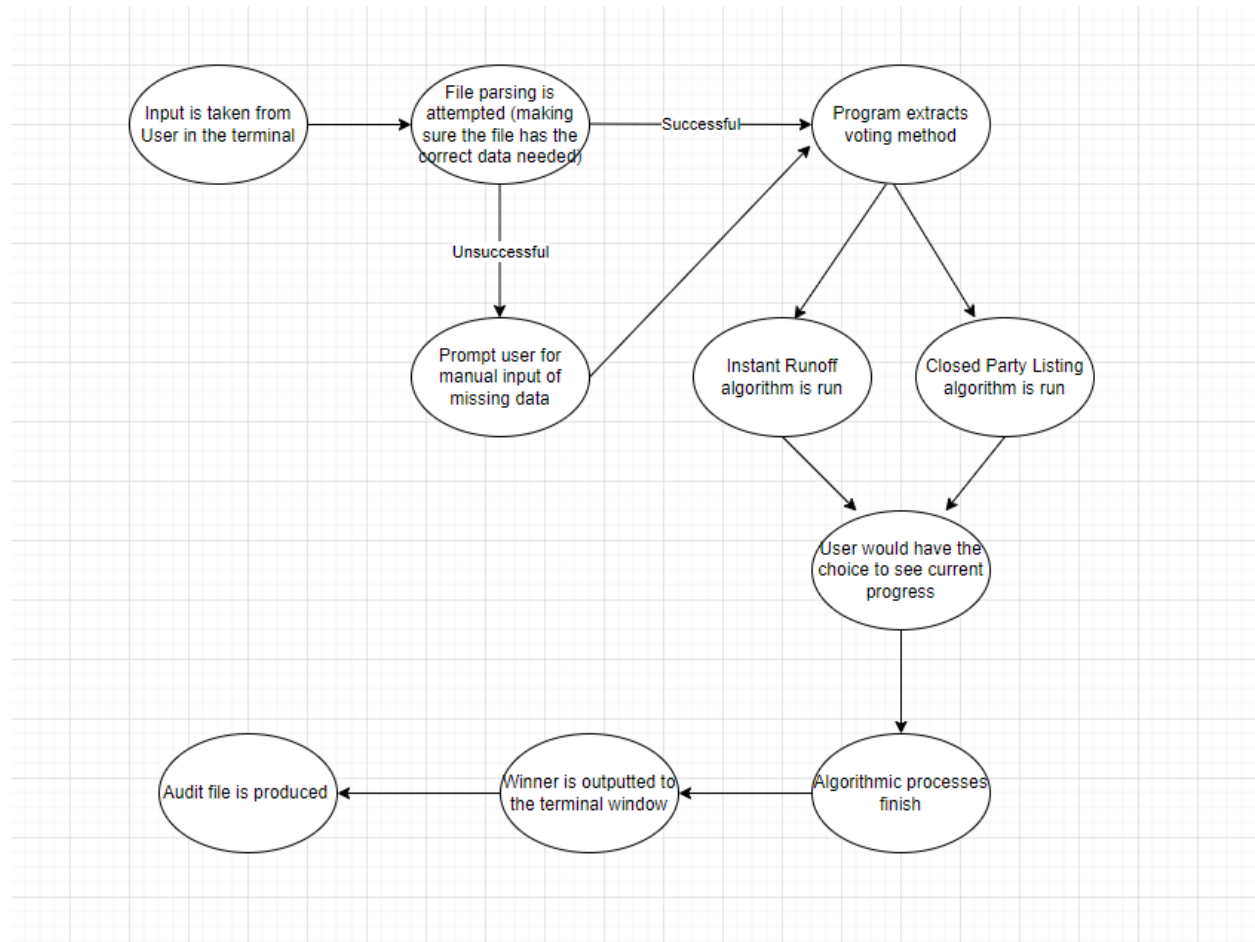 Input is taken from
User in the terminal
File parsing is
attempted (making
sure the file has the
correct data needed)
Successful
Program extracts
voting method
Unsuccessful
Prompt user for
manual input of
missing data
Instant Runoff
algorithm is run
Closed Party Listing
algorithm is run
User would have the
choice to see current
progress
Algorithmic processes
finish
Winner is outputted to
the terminal window
Audit file is produced